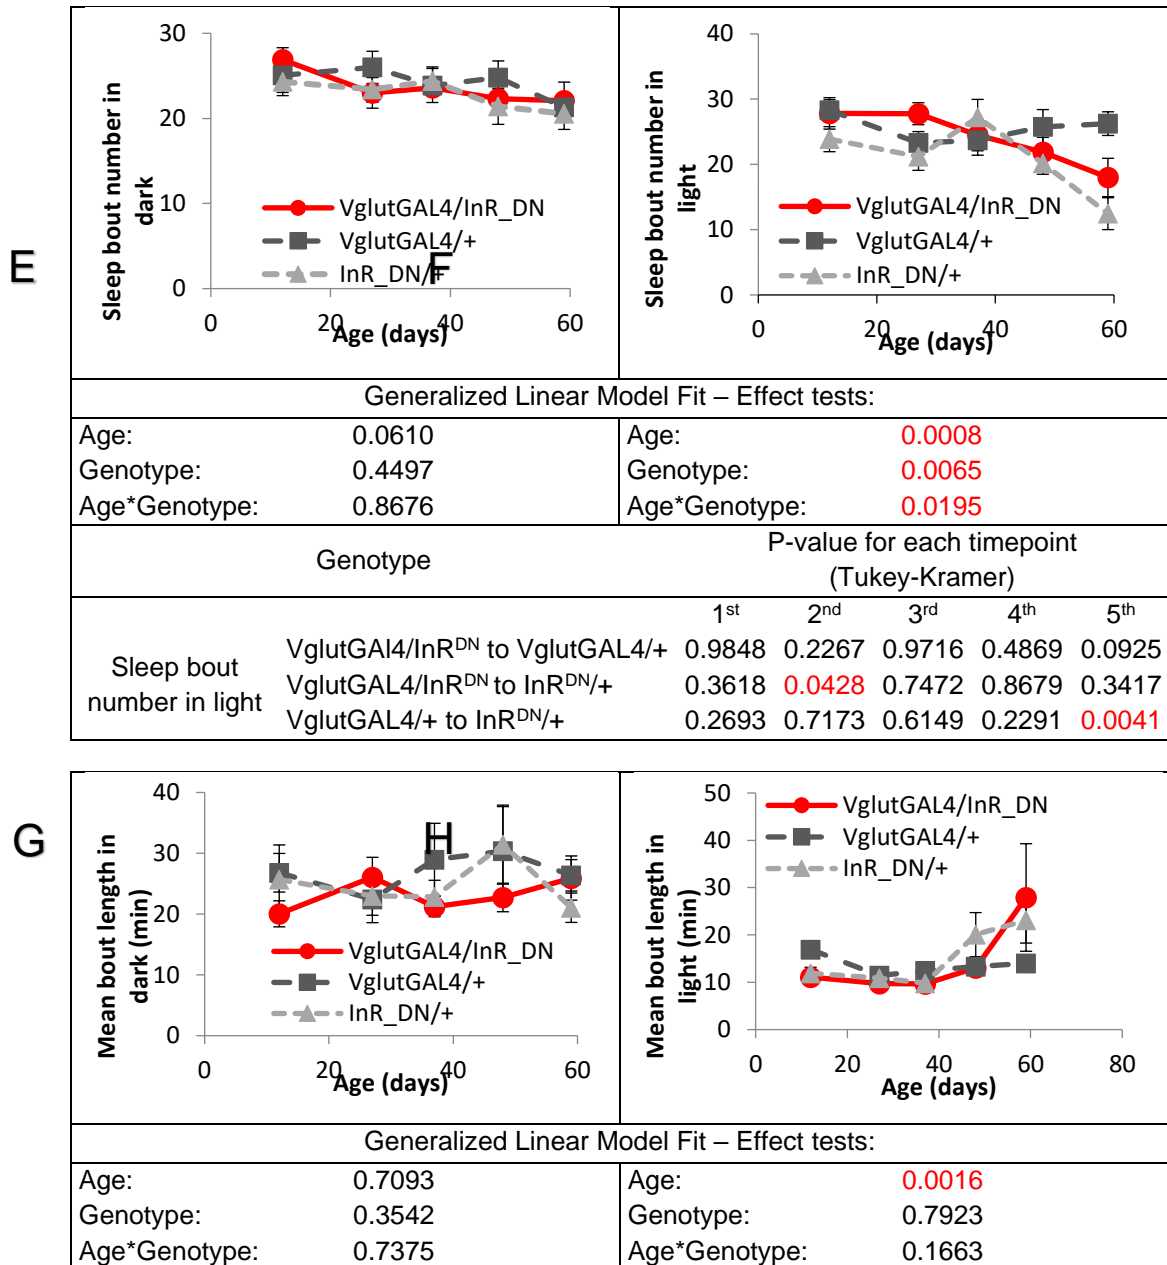 E
30
20
10
0
Sleep bout number in
dark
VglutGAL4/InR_DN
VglutGAL4/+
InR_DN/+
0 20 40 60
Age (days)
F
40
30
20
10
0
Sleep bout number in
light
VglutGAL4/InR_DN
VglutGAL4/+
InR_DN/+
0 20 40 60
Age (days)
Generalized Linear Model Fit – Effect tests:
Age: 0.0610 Age: 0.0008
Genotype: 0.4497 Genotype: 0.0065
Age*Genotype: 0.8676 Age*Genotype: 0.0195
Genotype P-value for each timepoint
(Tukey-Kramer)
1st 2nd 3rd 4th 5th
Sleep bout
number in light
VglutGAl4/InRDN to VglutGAL4/+ 0.9848 0.2267 0.9716 0.4869 0.0925
VglutGAL4/InRDN to InRDN/+ 0.3618 0.0428 0.7472 0.8679 0.3417
VglutGAL4/+ to InRDN/+ 0.2693 0.7173 0.6149 0.2291 0.0041
G
40
30
20
10
0
Mean bout length in
dark (min)
VglutGAL4/InR_DN
VglutGAL4/+
InR_DN/+
0 20 40 60
Age (days)
H
50
40
30
20
10
0
Mean bout length in
light (min)
VglutGAL4/InR_DN
VglutGAL4/+
InR_DN/+
0 20 40 60 80
Age (days)
Generalized Linear Model Fit – Effect tests:
Age: 0.7093 Age: 0.0016
Genotype: 0.3542 Genotype: 0.7923
Age*Genotype: 0.7375 Age*Genotype: 0.1663